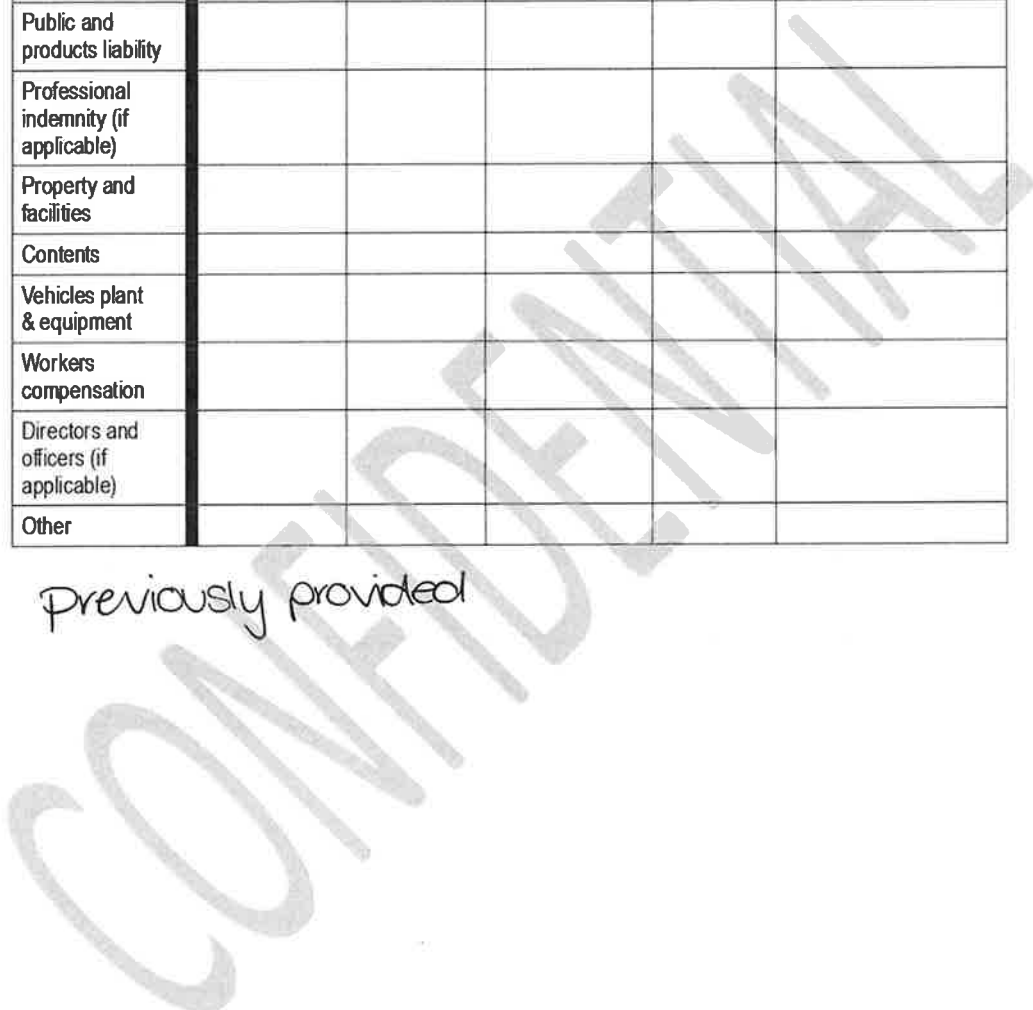 Public and
products liability
Professional
indemnity (if
applicable)
Property and
facilities
Contents
Vehicles plant
& equipment
Workers
compensation
Directors and
officers (if
applicable)
Other
previously provided
CONFIDENTIAL